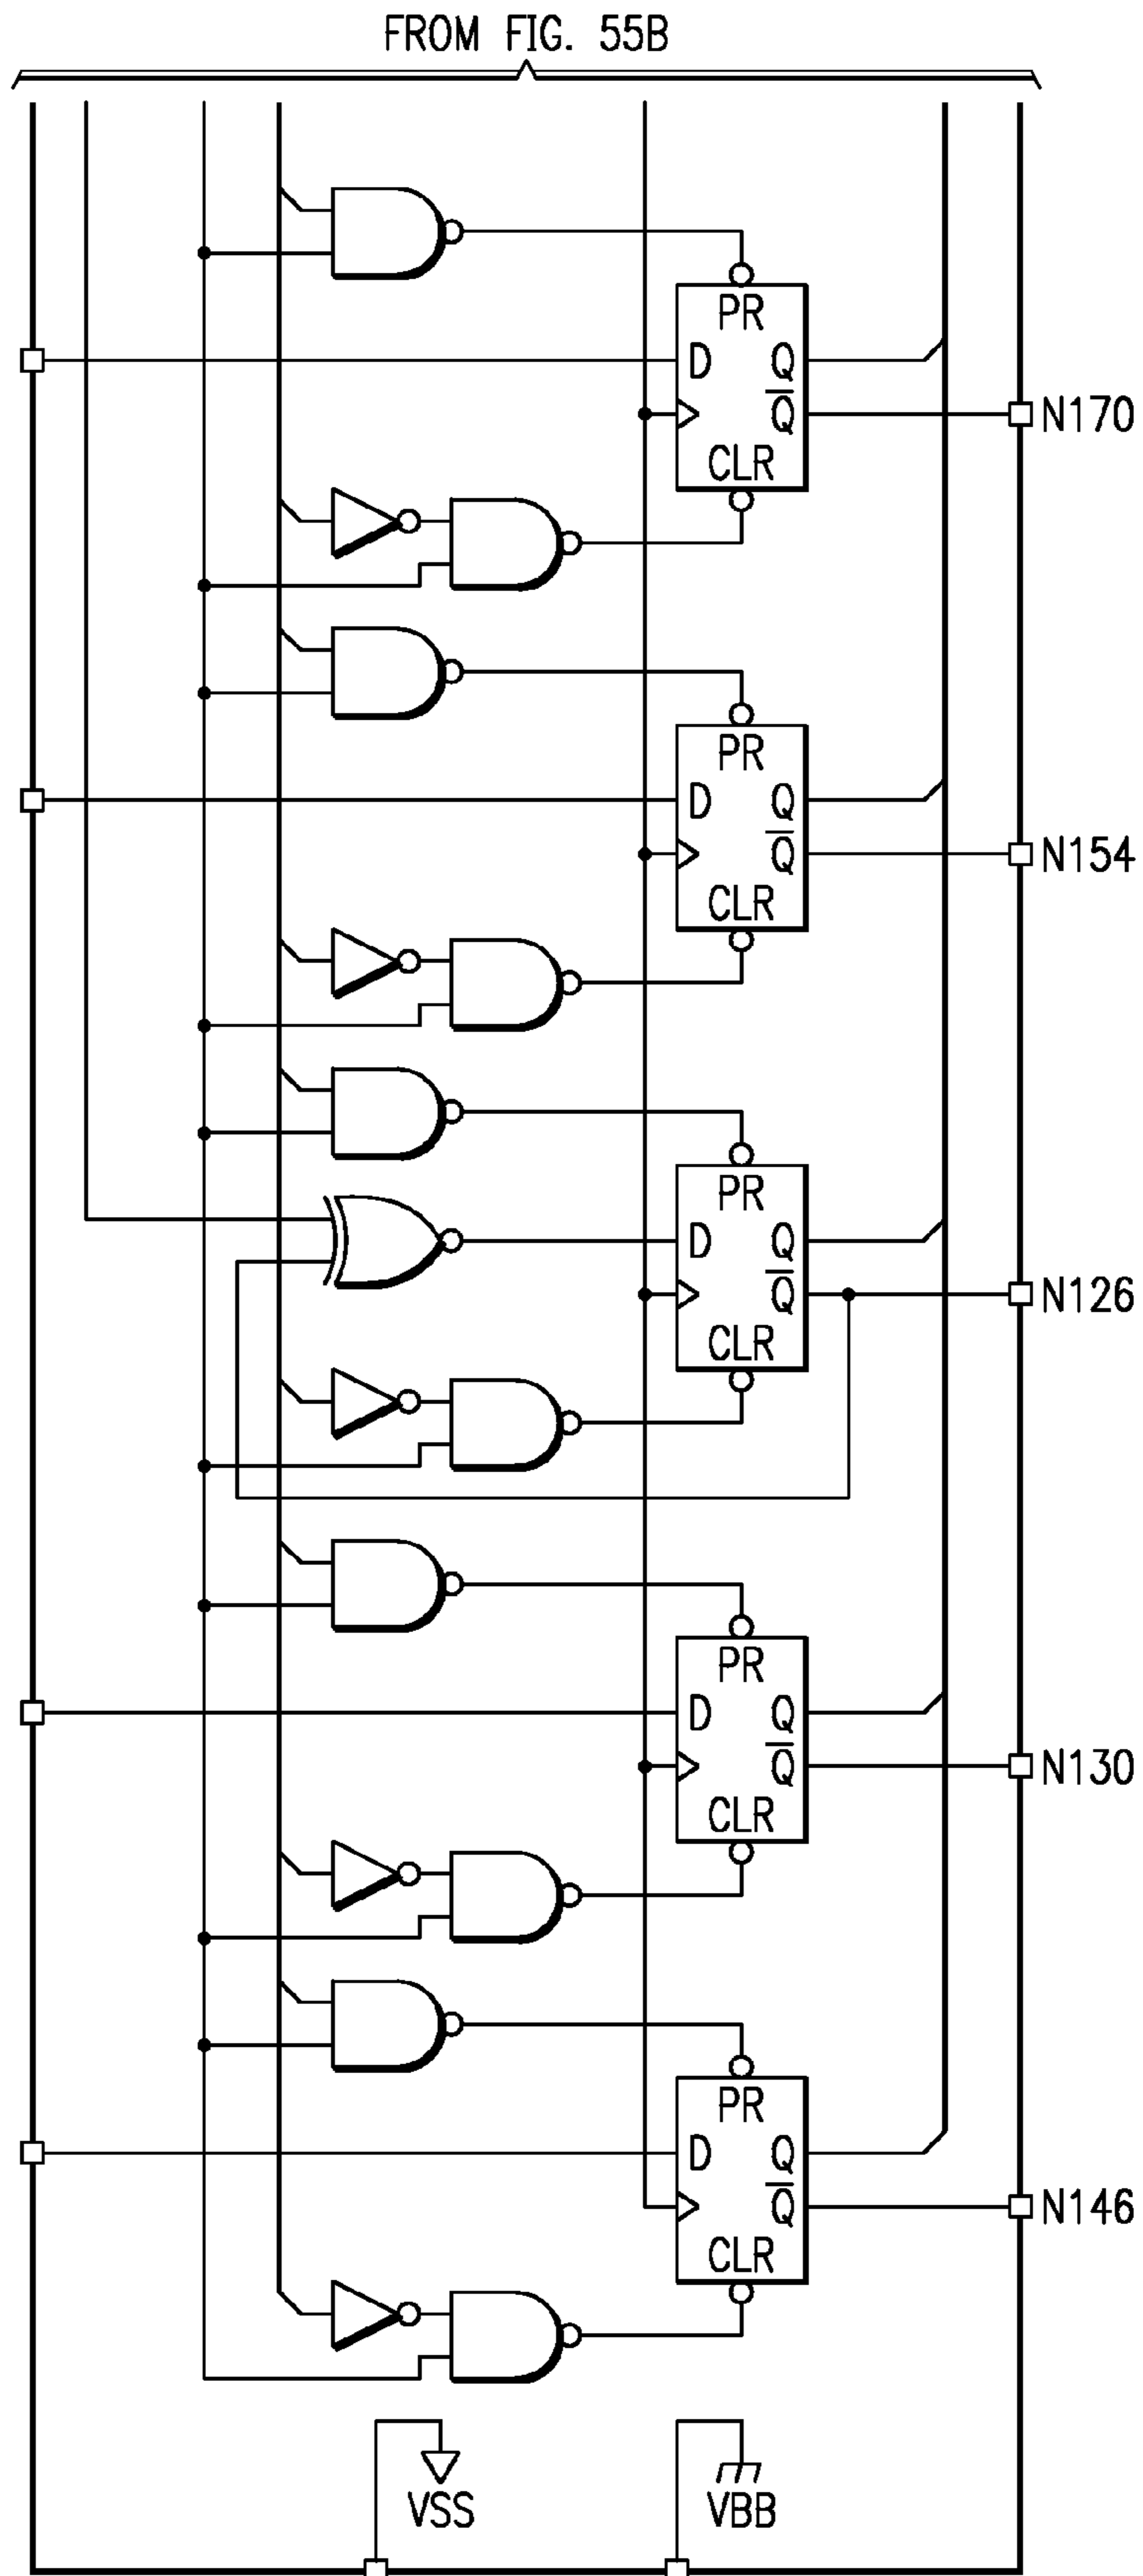 FROM FIG. 55B
PR
D Q
Q
N170
CLR
PR
D Q
Q
N154
CLR
PR
D Q
Q
N126
CLR
PR
D Q
Q
N130
CLR
PR
D Q
Q
N146
CLR
VSS VBB